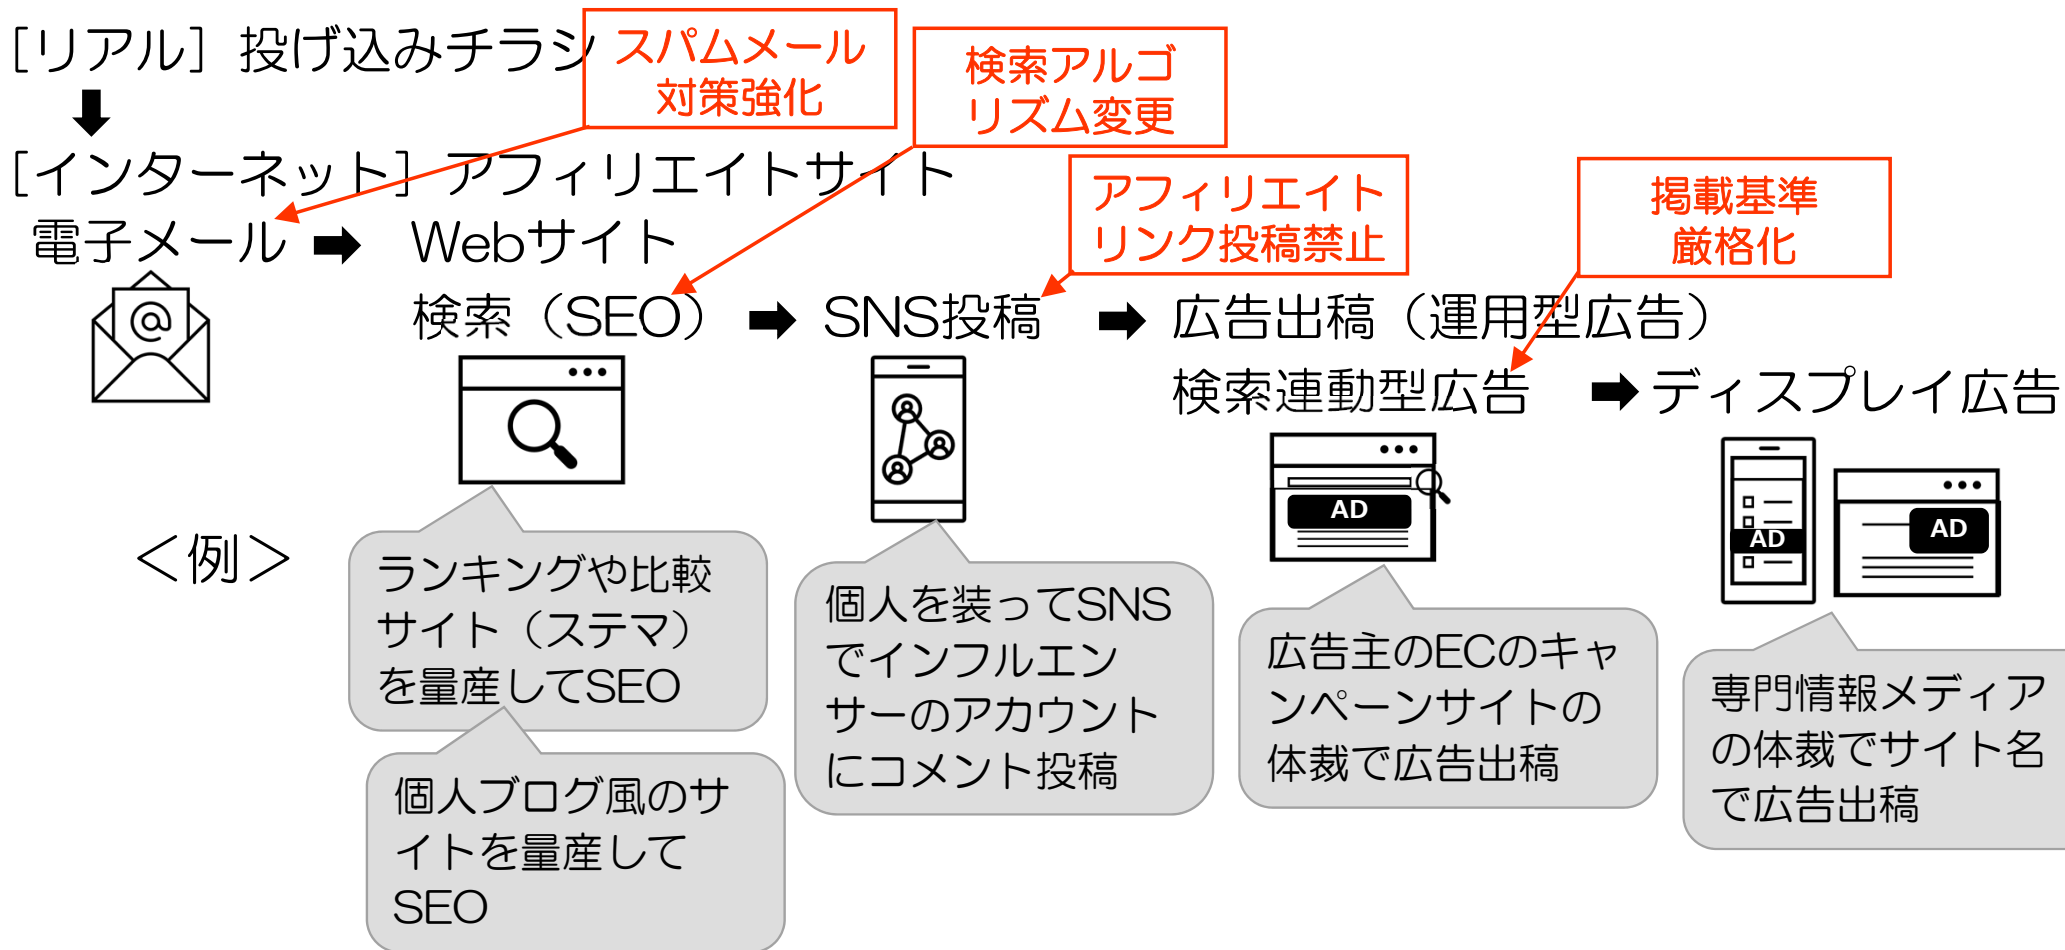 [リアル] 投げ込みチラシ
スパムメール
対策強化
検索アルゴ
リズム変更
[インターネット] アフィリエイトサイト
アフィリエイト
リンク投稿禁止
掲載基準
厳格化
電子メール
Webサイト
検索（SEO）
SNS投稿
広告出稿（運用型広告）
検索連動型広告
ディスプレイ広告
@
AD
AD
AD
＜例＞
ランキングや比較
サイト（ステマ）
を量産してSEO
個人ブログ風のサ
イトを量産して
SEO
個人を装ってSNS
でインフルエン
サーのアカウント
にコメント投稿
広告主のECのキャ
ンペーンサイトの
体裁で広告出稿
専門情報メディア
の体裁でサイト名
で広告出稿